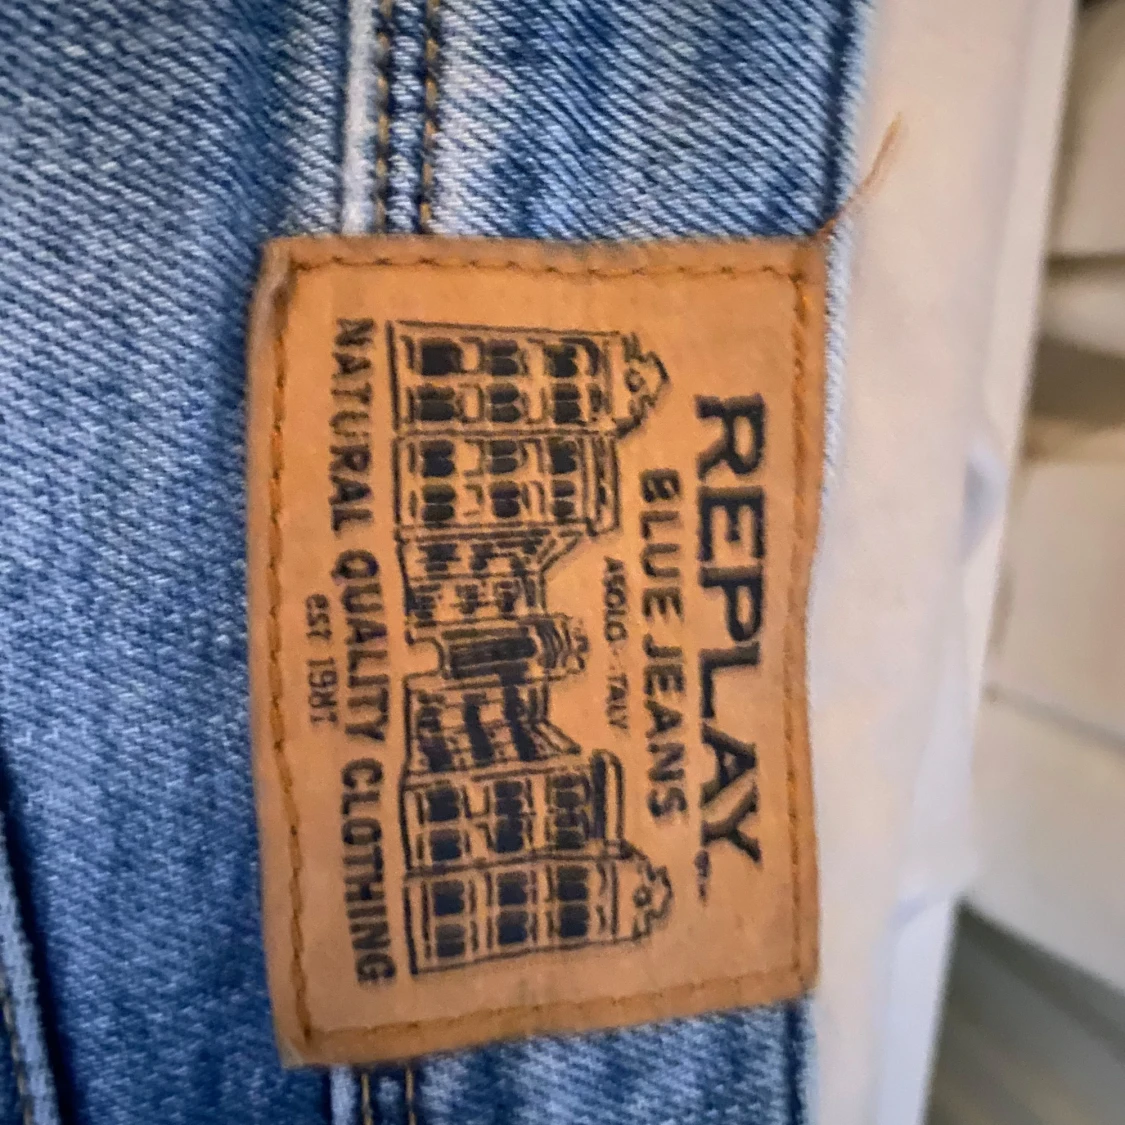 REPLAY
BLUE JEANS
ASOLO - ITALY
NATURAL QUALITY CLOTHING
EST 1981